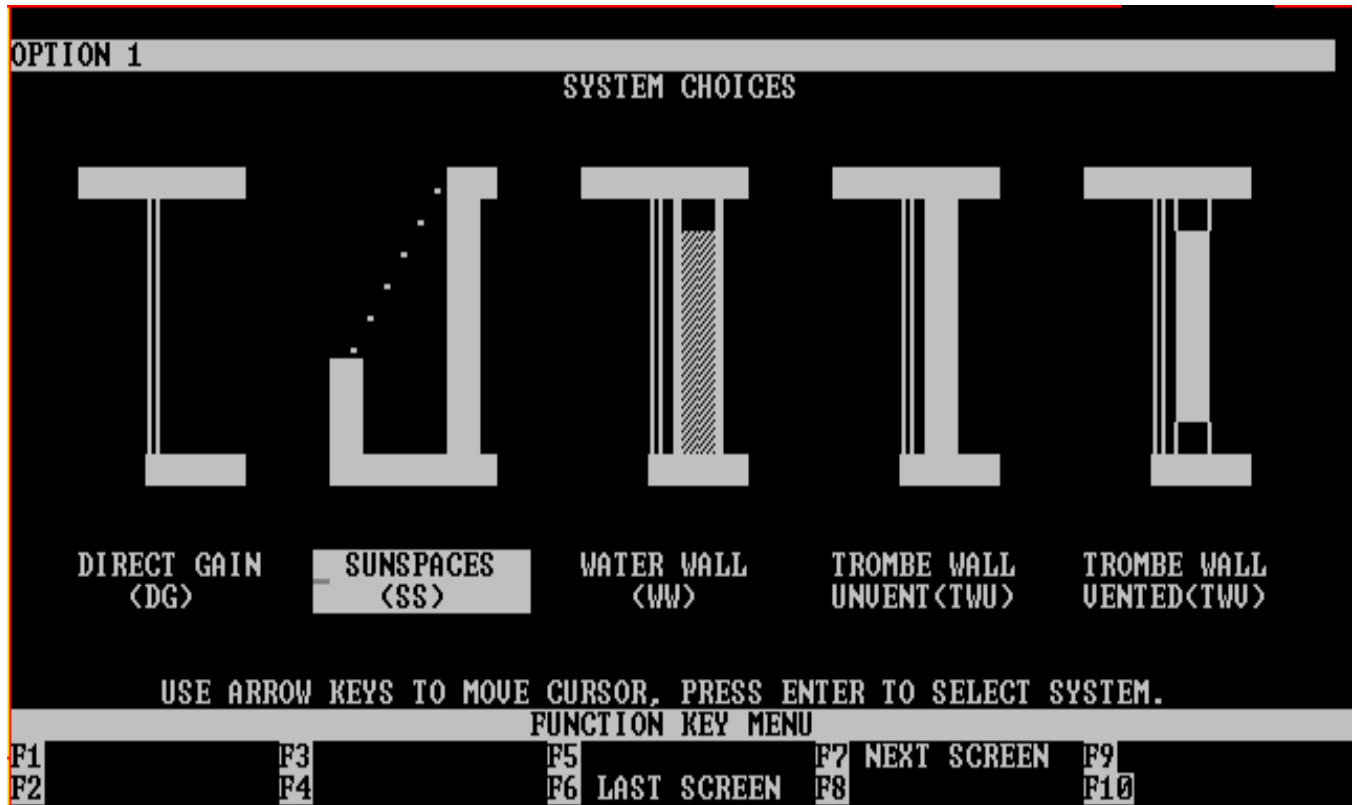 OPTION 1
SYSTEM CHOICES
DIRECT GAIN SUNSPACES WATER WALL TROMBE WALL TROMBE WALL
(DG) (SS) (WW) UNVENT(TWU) VENTED(TWV)
USE ARROW KEYS TO MOVE CURSOR, PRESS ENTER TO SELECT SYSTEM.
FUNCTION KEY MENU
F1 F3 F5 F7 NEXT SCREEN F9
F2 F4 F6 LAST SCREEN F8 F10